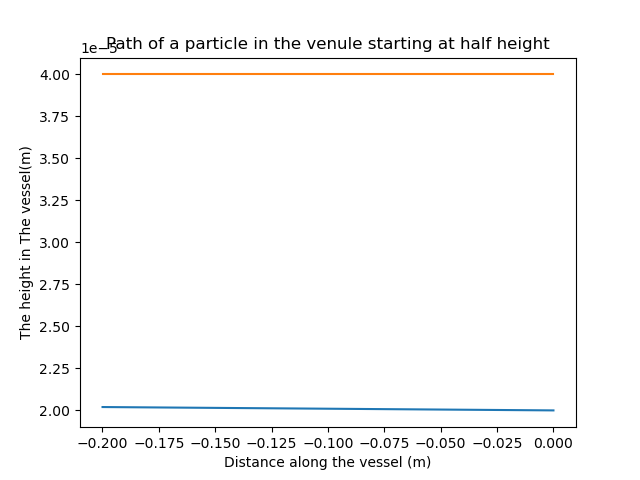 Path of a particle in the venule starting at half height
1e−5
4.00
3.75
3.50
3.25
3.00
2.75
2.50
2.25
2.00
The height in The vessel(m)
−0.200 −0.175 −0.150 −0.125 −0.100 −0.075 −0.050 −0.025 0.000
Distance along the vessel (m)